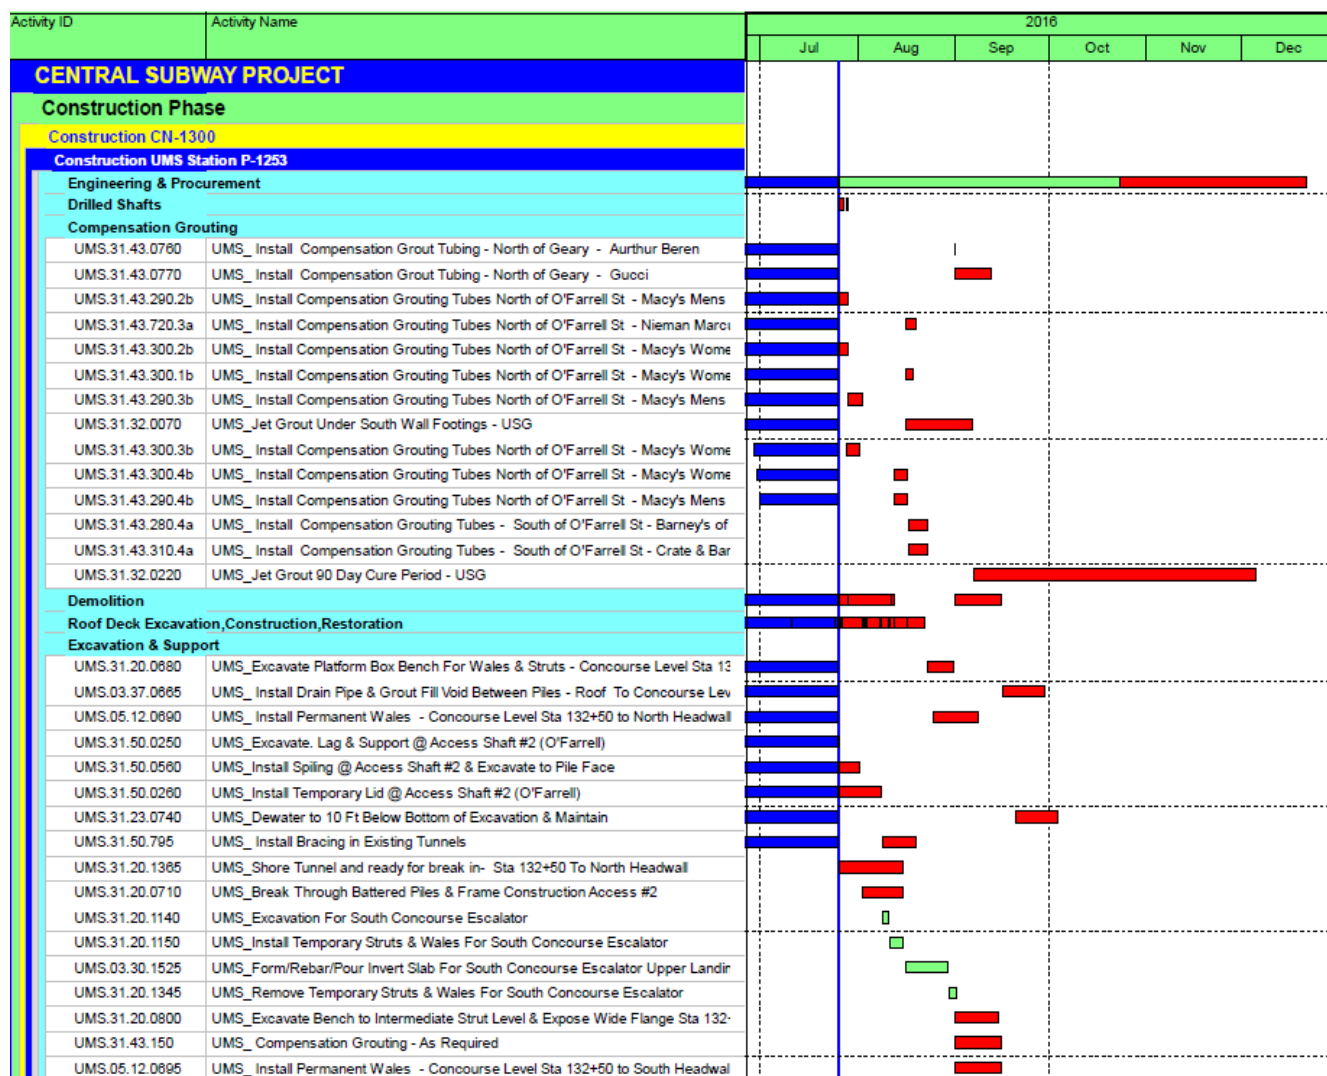 Activity ID Activity Name 2016
Jul Aug Sep Oct Nov Dec
CENTRAL SUBWAY PROJECT
Construction Phase
Construction CN-1300
Construction UMS Station P-1253
Engineering & Procurement
Drilled Shafts
Compensation Grouting
UMS.31.43.0760 UMS_ Install Compensation Grout Tubing - North of Geary - Aurthur Beren
UMS.31.43.0770 UMS_ Install Compensation Grout Tubing - North of Geary - Gucci
UMS.31.43.290.2b UMS_ Install Compensation Grouting Tubes North of O'Farrell St - Macy's Mens
UMS.31.43.720.3a UMS_ Install Compensation Grouting Tubes North of O'Farrell St - Nieman Marcu
UMS.31.43.300.2b UMS_ Install Compensation Grouting Tubes North of O'Farrell St - Macy's Wome
UMS.31.43.300.1b UMS_ Install Compensation Grouting Tubes North of O'Farrell St - Macy's Wome
UMS.31.43.290.3b UMS_ Install Compensation Grouting Tubes North of O'Farrell St - Macy's Mens
UMS.31.32.0070 UMS_Jet Grout Under South Wall Footings - USG
UMS.31.43.300.3b UMS_ Install Compensation Grouting Tubes North of O'Farrell St - Macy's Wome
UMS.31.43.300.4b UMS_ Install Compensation Grouting Tubes North of O'Farrell St - Macy's Wome
UMS.31.43.290.4b UMS_ Install Compensation Grouting Tubes North of O'Farrell St - Macy's Mens
UMS.31.43.280.4a UMS_ Install Compensation Grouting Tubes - South of O'Farrell St - Barney's of
UMS.31.43.310.4a UMS_ Install Compensation Grouting Tubes - South of O'Farrell St - Crate & Bar
UMS.31.32.0220 UMS_Jet Grout 90 Day Cure Period - USG
Demolition
Roof Deck Excavation,Construction,Restoration
Excavation & Support
UMS.31.20.0680 UMS_Excavate Platform Box Bench For Wales & Struts - Concourse Level Sta 13
UMS.03.37.0665 UMS_ Install Drain Pipe & Grout Fill Void Between Piles - Roof To Concourse Lev
UMS.05.12.0690 UMS_ Install Permanent Wales - Concourse Level Sta 132+50 to North Headwall
UMS.31.50.0250 UMS_Excavate. Lag & Support @ Access Shaft #2 (O'Farrell)
UMS.31.50.0560 UMS_Install Spiling @ Access Shaft #2 & Excavate to Pile Face
UMS.31.50.0260 UMS_Install Temporary Lid @ Access Shaft #2 (O'Farrell)
UMS.31.23.0740 UMS_Dewater to 10 Ft Below Bottom of Excavation & Maintain
UMS.31.50.795 UMS_ Install Bracing in Existing Tunnels
UMS.31.20.1365 UMS_Shore Tunnel and ready for break in- Sta 132+50 To North Headwall
UMS.31.20.0710 UMS_Break Through Battered Piles & Frame Construction Access #2
UMS.31.20.1140 UMS_Excavation For South Concourse Escalator
UMS.31.20.1150 UMS_Install Temporary Struts & Wales For South Concourse Escalator
UMS.03.30.1525 UMS_Form/Rebar/Pour Invert Slab For South Concourse Escalator Upper Landin
UMS.31.20.1345 UMS_Remove Temporary Struts & Wales For South Concourse Escalator
UMS.31.20.0800 UMS_Excavate Bench to Intermediate Strut Level & Expose Wide Flange Sta 132-
UMS.31.43.150 UMS_ Compensation Grouting - As Required
UMS.05.12.0695 UMS_ Install Permanent Wales - Concourse Level Sta 132+50 to South Headwal